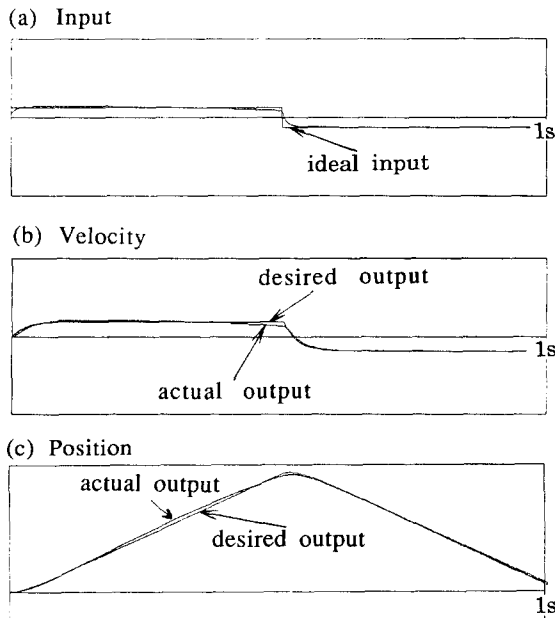 (a) Input
1s
ideal input
(b) Velocity
desired output
1s
actual output
(c) Position
actual output
desired output
1s